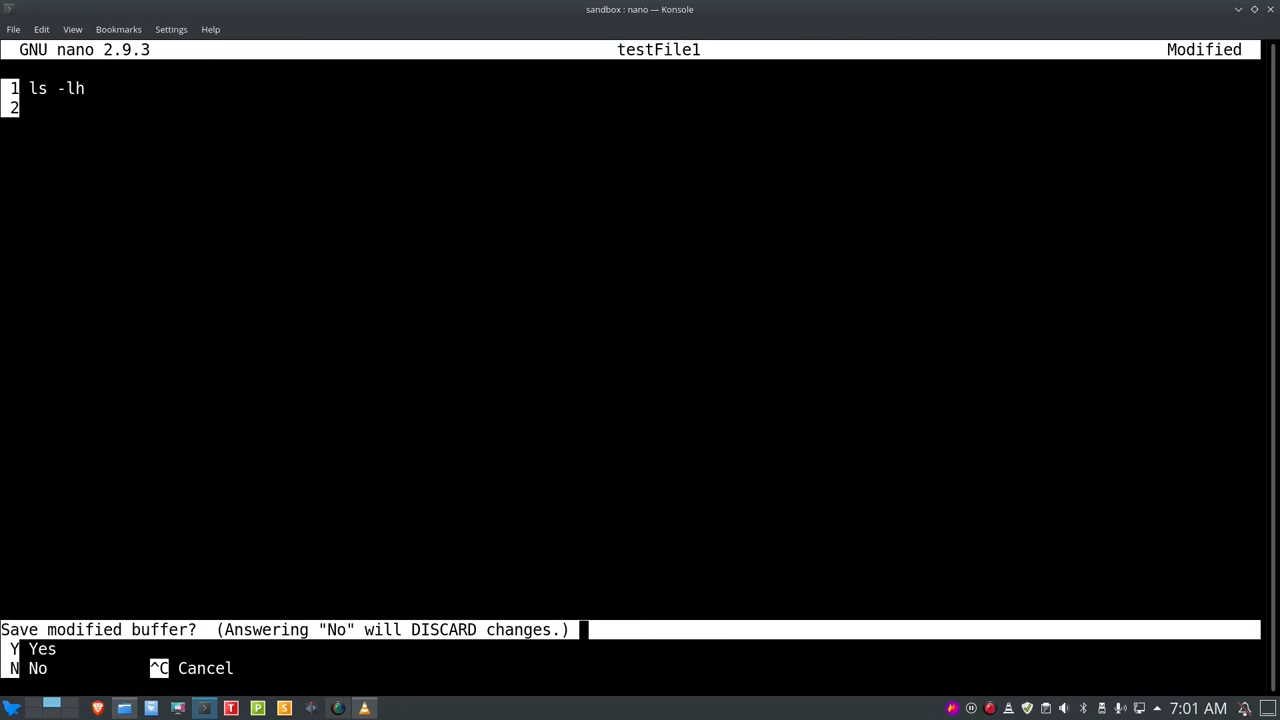 sandbox : nano — Konsole
File Edit View Bookmarks Settings Help
GNU nano 2.9.3 testFile1 Modified
1 ls -lh
2
Save modified buffer? (Answering "No" will DISCARD changes.)
Y Yes
N No ^C Cancel
T P S 7:01 AM